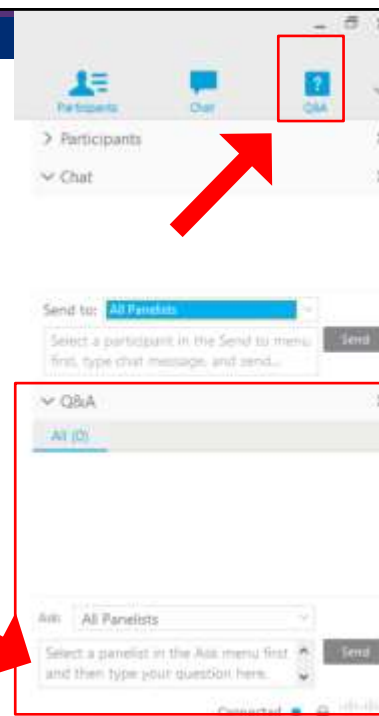 Participants Chat Q&A
Participants
Chat
Send to: All Panelists
Select a participant in the Send to menu Send
first, type chat message, and send...
Q&A
All (0)
Ask: All Panelists
Select a panelist in the Ask menu first Send
and then type your question here.
Connected